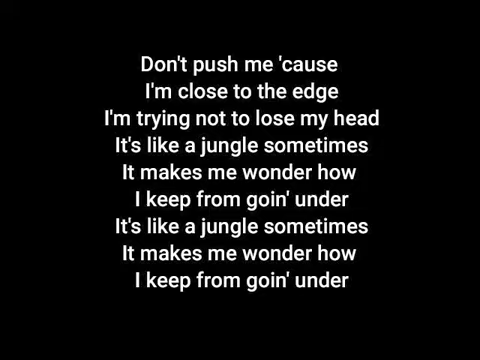 Don't push me 'cause
I'm close to the edge
I'm trying not to lose my head
It's like a jungle sometimes
It makes me wonder how
I keep from goin' under
It's like a jungle sometimes
It makes me wonder how
I keep from goin' under